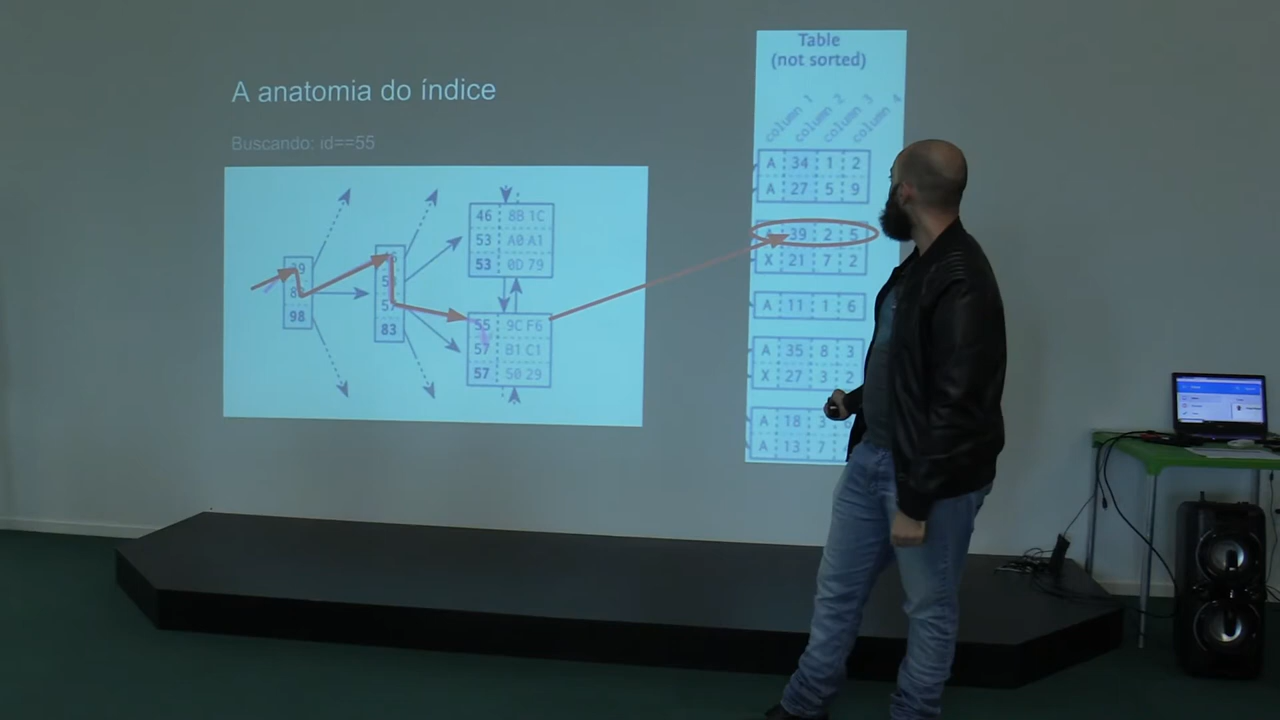 A anatomia do índice
Buscando: id==55
98
83
46 8B 1C
53 A0 A1
53 0D 79
55 9C F6
57 B1 C1
57 50 29
Table
(not sorted)
column 1 column 2 column 3 column 4
A 34 1 2
A 27 5 9
39 2 5
X 21 7 2
A 11 1 6
A 35 8 3
X 27 3 2
A 18 3
A 13 7